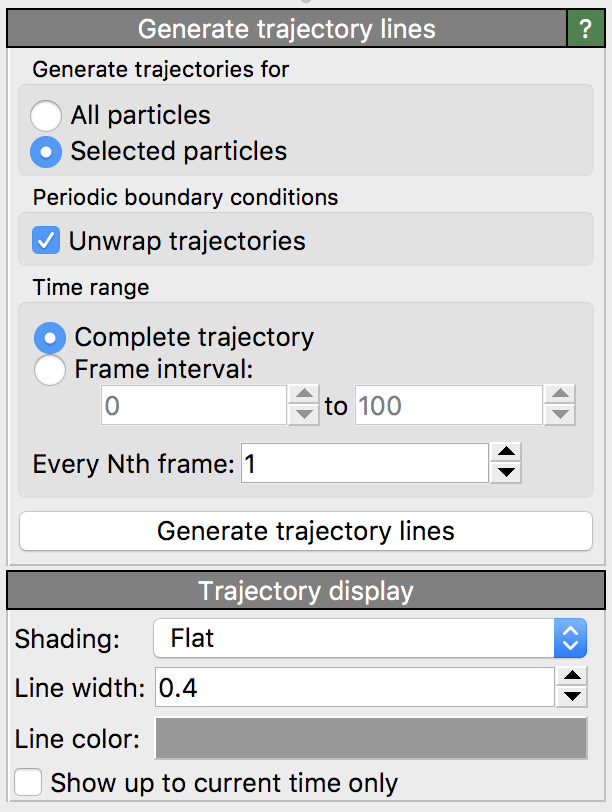 Generate trajectory lines ?
Generate trajectories for
All particles
Selected particles
Periodic boundary conditions
Unwrap trajectories
Time range
Complete trajectory
Frame interval:
0 to 100
Every Nth frame: 1
Generate trajectory lines
Trajectory display
Shading: Flat
Line width: 0.4
Line color:
Show up to current time only